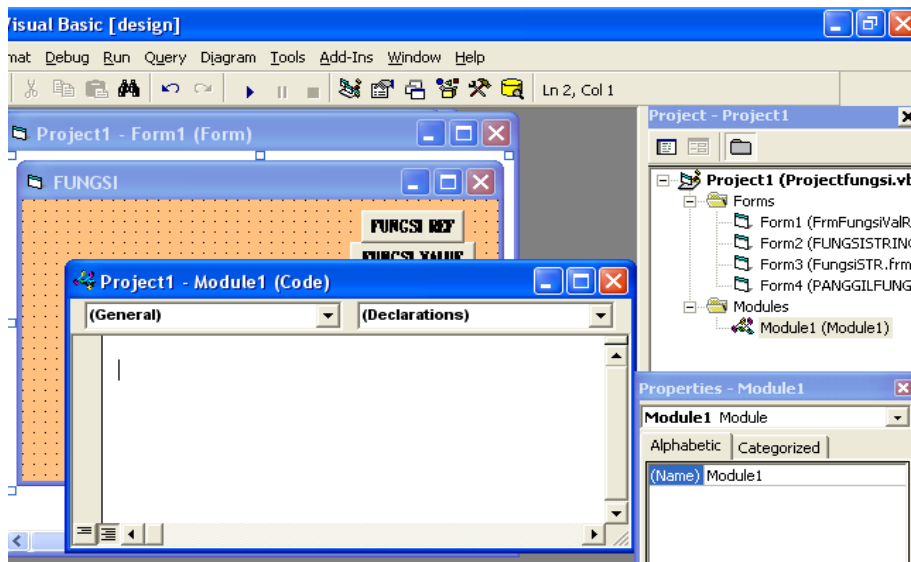 Visual Basic [design]
mat Debug Run Query Diagram Tools Add-Ins Window Help
Ln 2, Col 1
Project1 - Form1 (Form)
FUNGSI
FUNGSI REF
FUNGSI VALUE
Project1 - Module1 (Code)
(General)
(Declarations)
Project - Project1
Project1 (Projectfungsi.vb
Forms
Form1 (FrmFungsiValR
Form2 (FUNGSISTRING
Form3 (FungsiSTR.frm
Form4 (PANGGILFUNG
Modules
Module1 (Module1)
Properties - Module1
Module1 Module
Alphabetic Categorized
(Name) Module1